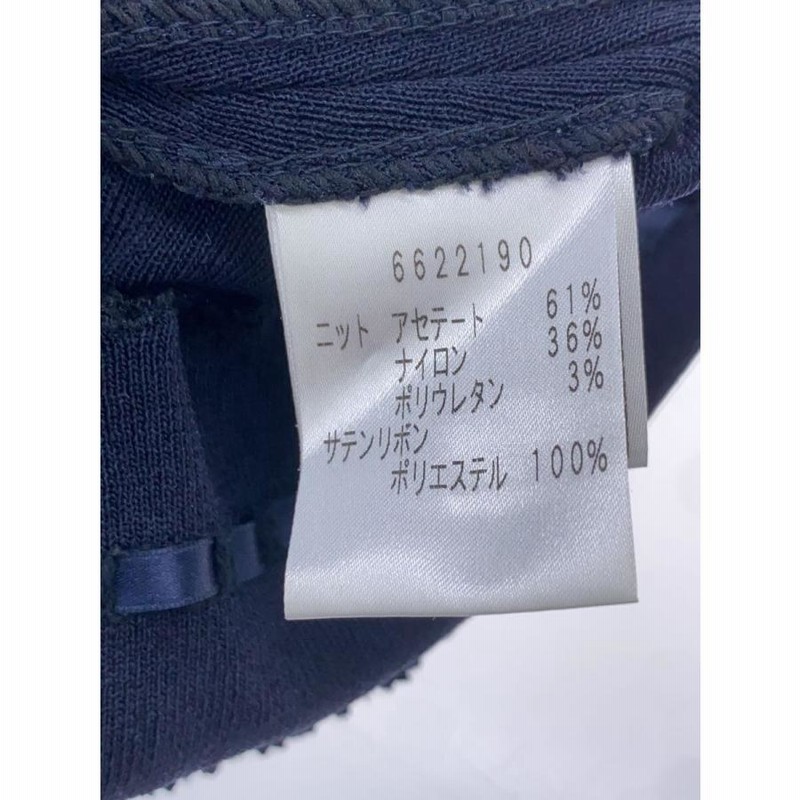 6622190
ニット アセテート 61%
ナイロン 36%
ポリウレタン 3%
サテンリボン
ポリエステル 100%